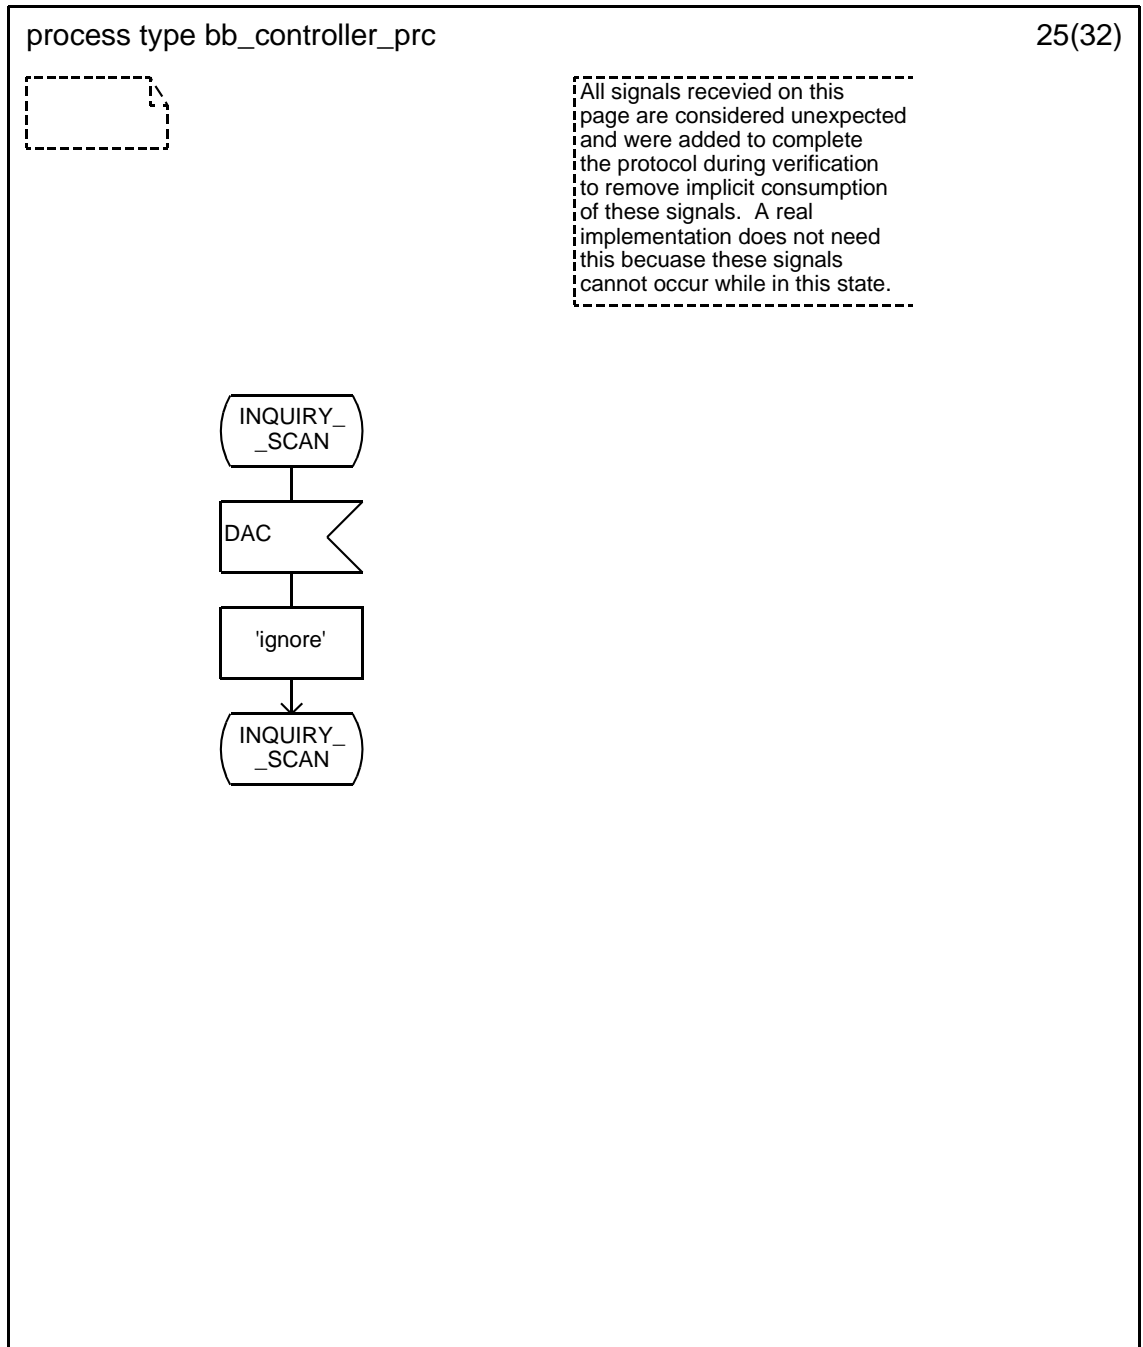 process type bb_controller_prc 25(32)
All signals recevied on this
page are considered unexpected
and were added to complete
the protocol during verification
to remove implicit consumption
of these signals.  A real
implementation does not need
this becuase these signals
cannot occur while in this state.
INQUIRY_
_SCAN
DAC
'ignore'
INQUIRY_
_SCAN